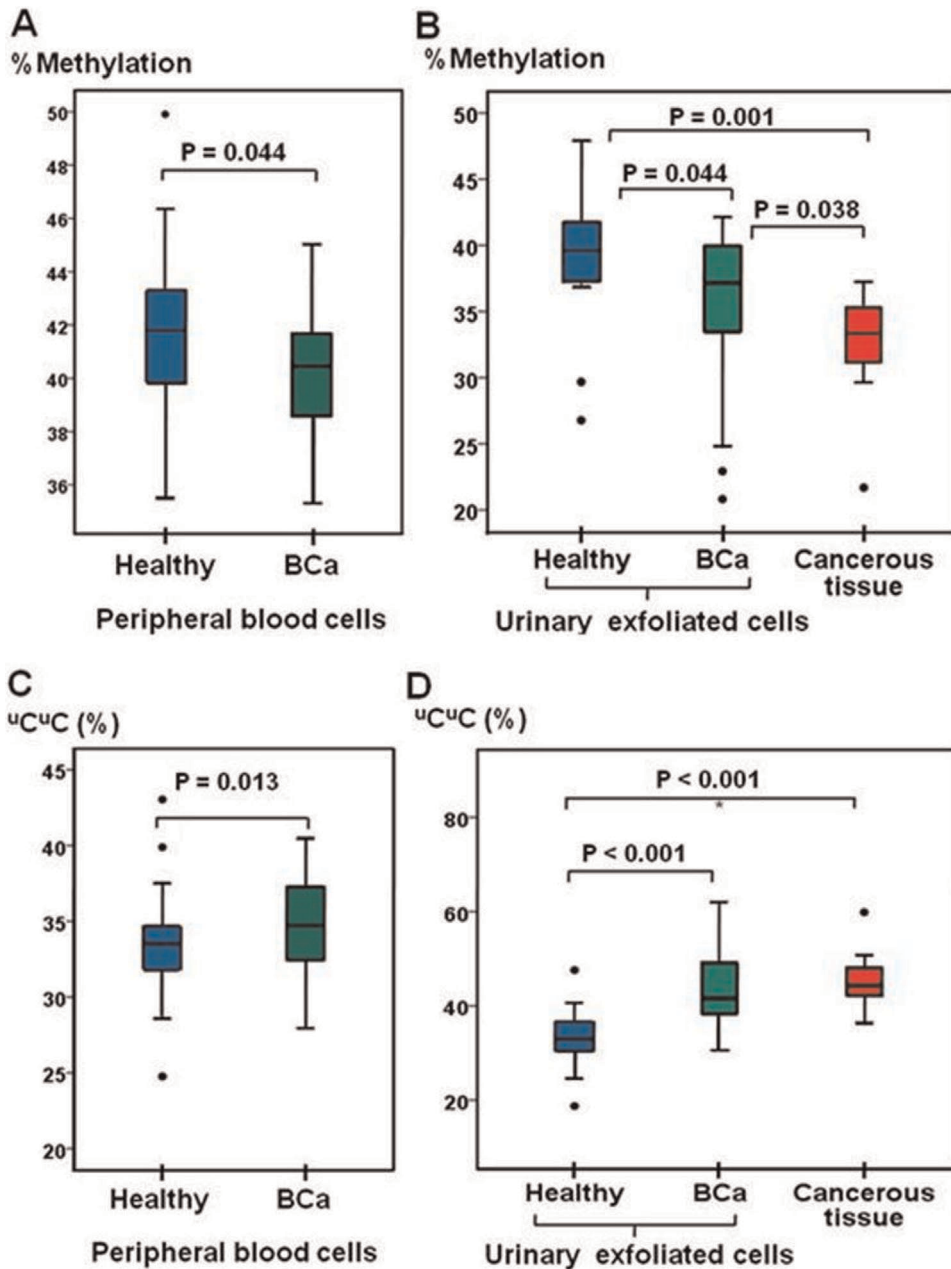 A
% Methylation
50
48
46
44
42
40
38
36
P = 0.044
Healthy BCa
Peripheral blood cells
B
% Methylation
50
45
40
35
30
25
20
P = 0.001
P = 0.044
P = 0.038
Healthy BCa Cancerous
tissue
Urinary exfoliated cells
C
ᵘCᵘC (%)
45
40
35
30
25
20
P = 0.013
Healthy BCa
Peripheral blood cells
D
ᵘCᵘC (%)
80
60
40
20
P < 0.001
*
P < 0.001
Healthy BCa Cancerous
tissue
Urinary exfoliated cells